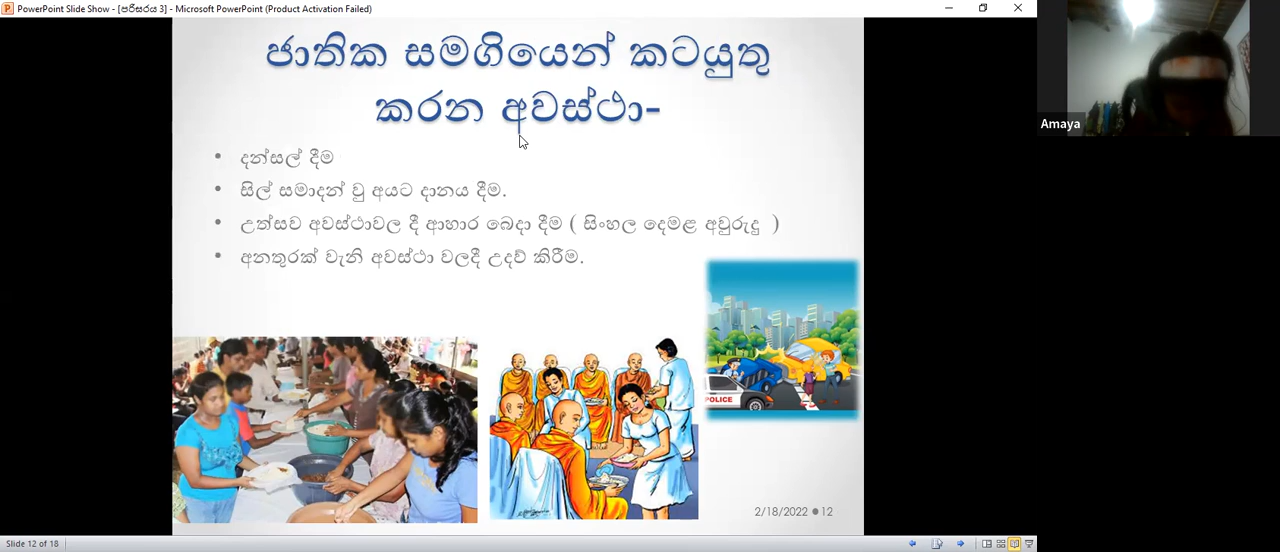 PowerPoint Slide Show - [පරිසරය 3] - Microsoft PowerPoint (Product Activation Failed)
Amaya
ජාතික සමගියෙන් කටයුතු
කරන අවස්ථා-
• දන්සල් දීම
• සිල් සමාදන් වු අයට දානය දීම.
• උත්සව අවස්ථාවල දී ආහාර බෙදා දීම ( සිංහල දෙමළ අවුරුදු )
• අනතුරක් වැනි අවස්ථා වලදී උදව් කිරීම.
POLICE
2/18/2022 ● 12
Slide 12 of 18